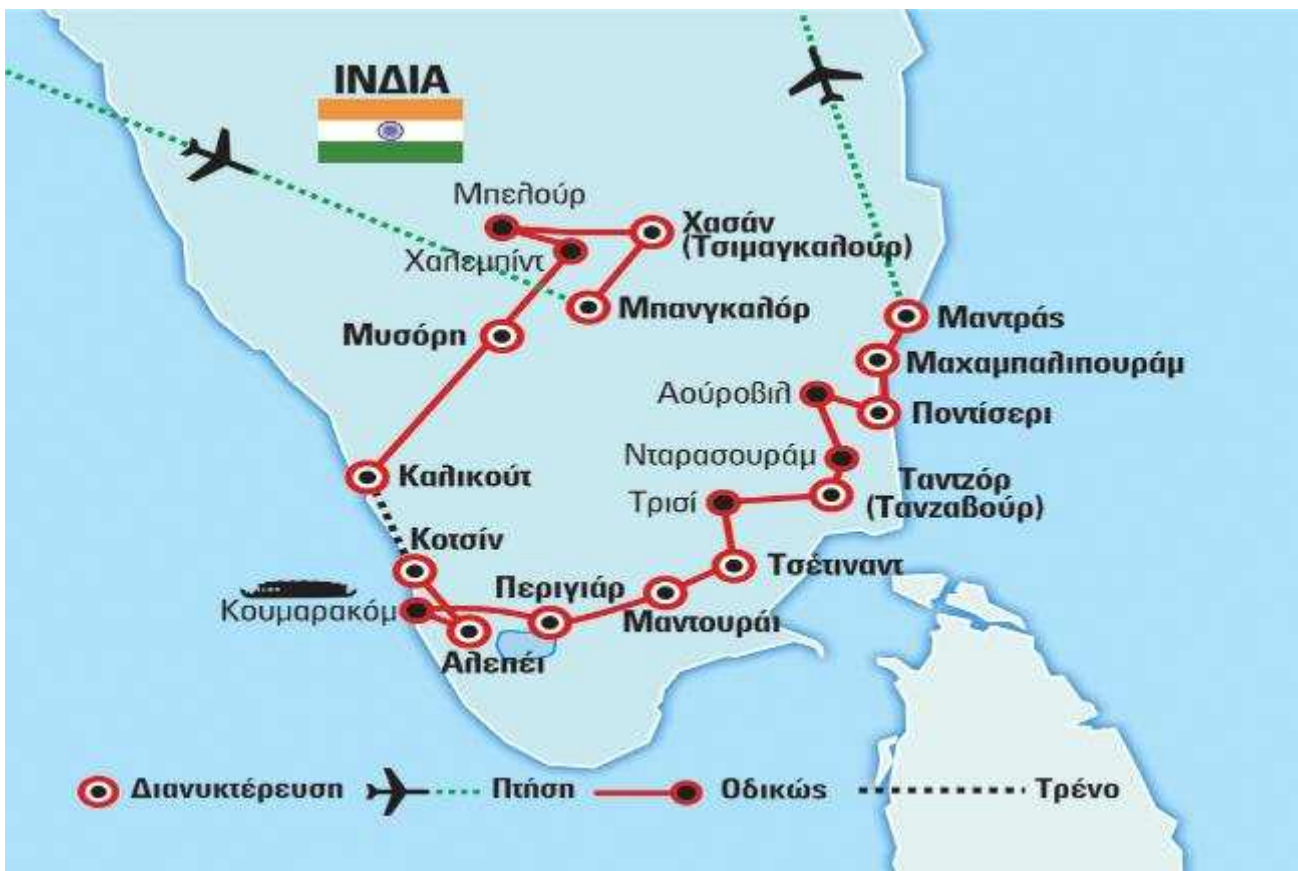 ΙΝΔΙΑ
Μπελούρ
Χασάν
(Τσιμαγκαλούρ)
Χαλεμπίντ
Μπανγκαλόρ
Μυσόρη
Μαντράς
Μαχαμπαλιπουράμ
Αούροβιλ
Ποντίσερι
Νταρασουράμ
Καλικούτ
Τρισί
Ταντζόρ
(Τανζαβούρ)
Κοτσίν
Τσέτιναντ
Περιγιάρ
Κουμαρακόμ
Μαντουράι
Αλεπέι
Διανυκτέρευση Πτήση Οδικώς Τρένο